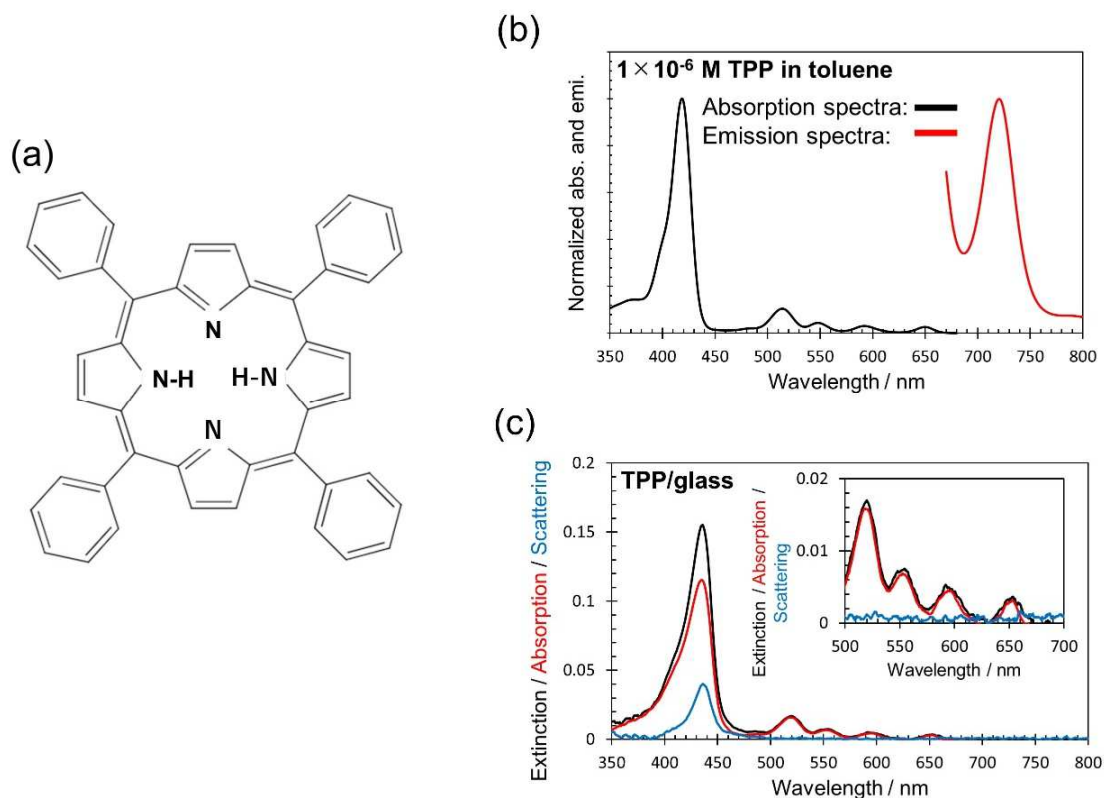 (a)
N
N-H
H-N
N
(b)
1×10-6 M TPP in toluene
Absorption spectra:
Emission spectra:
Normalized abs. and emi.
350 400 450 500 550 600 650 700 750 800
Wavelength / nm
(c)
TPP/glass
Extinction / Absorption / Scattering
0.2
0.15
0.1
0.05
0
350 400 450 500 550 600 650 700 750 800
Wavelength / nm
Extinction / Absorption /
Scattering
0.02
0.01
0
500 550 600 650 700
Wavelength / nm